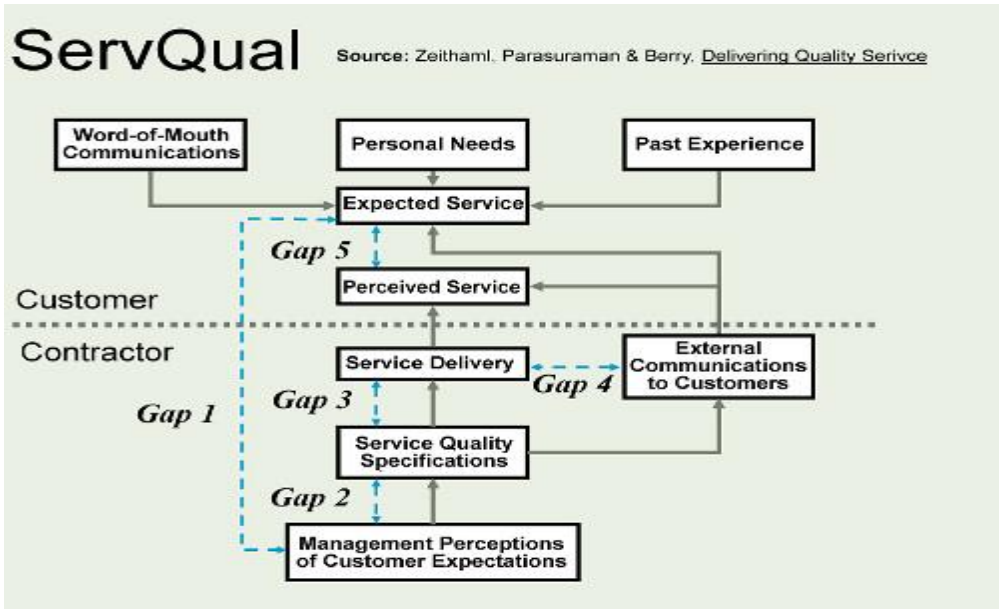 ServQual
Source: Zeithaml, Parasuraman & Berry, Delivering Quality Serivce
Word-of-Mouth
Communications
Personal Needs
Past Experience
Expected Service
Gap 5
Perceived Service
Customer
Contractor
Service Delivery
External
Communications
to Customers
Gap 4
Gap 3
Gap 1
Service Quality
Specifications
Gap 2
Management Perceptions
of Customer Expectations